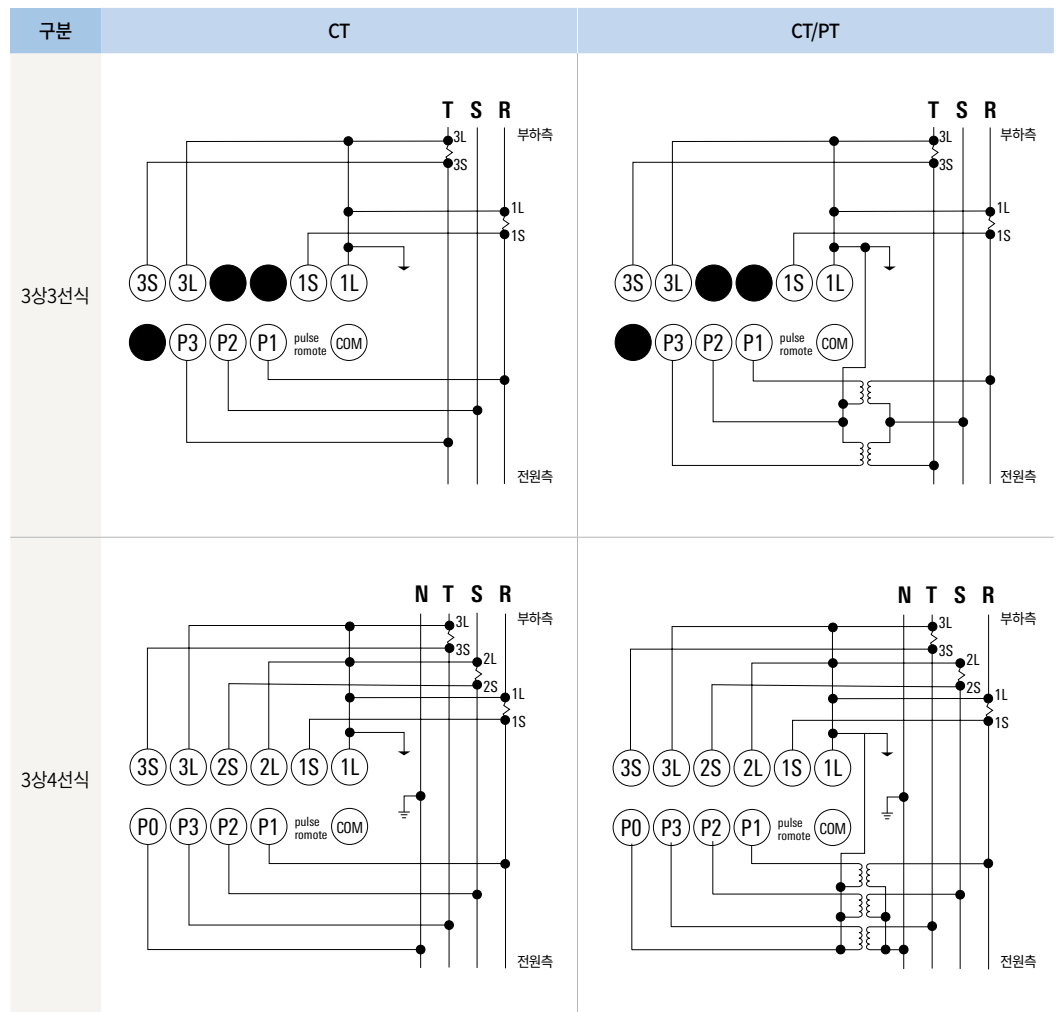 구분 CT CT/PT
3상3선식
T S R
3L 부하측
3S
1L
1S
3S 3L 1S 1L
P3 P2 P1 pulse romote COM
전원측
T S R
3L 부하측
3S
1L
1S
3S 3L 1S 1L
P3 P2 P1 pulse romote COM
전원측
3상4선식
N T S R
3L 부하측
3S
2L
2S
1L
1S
3S 3L 2S 2L 1S 1L
P0 P3 P2 P1 pulse romote COM
전원측
N T S R
3L 부하측
3S
2L
2S
1L
1S
3S 3L 2S 2L 1S 1L
P0 P3 P2 P1 pulse romote COM
전원측